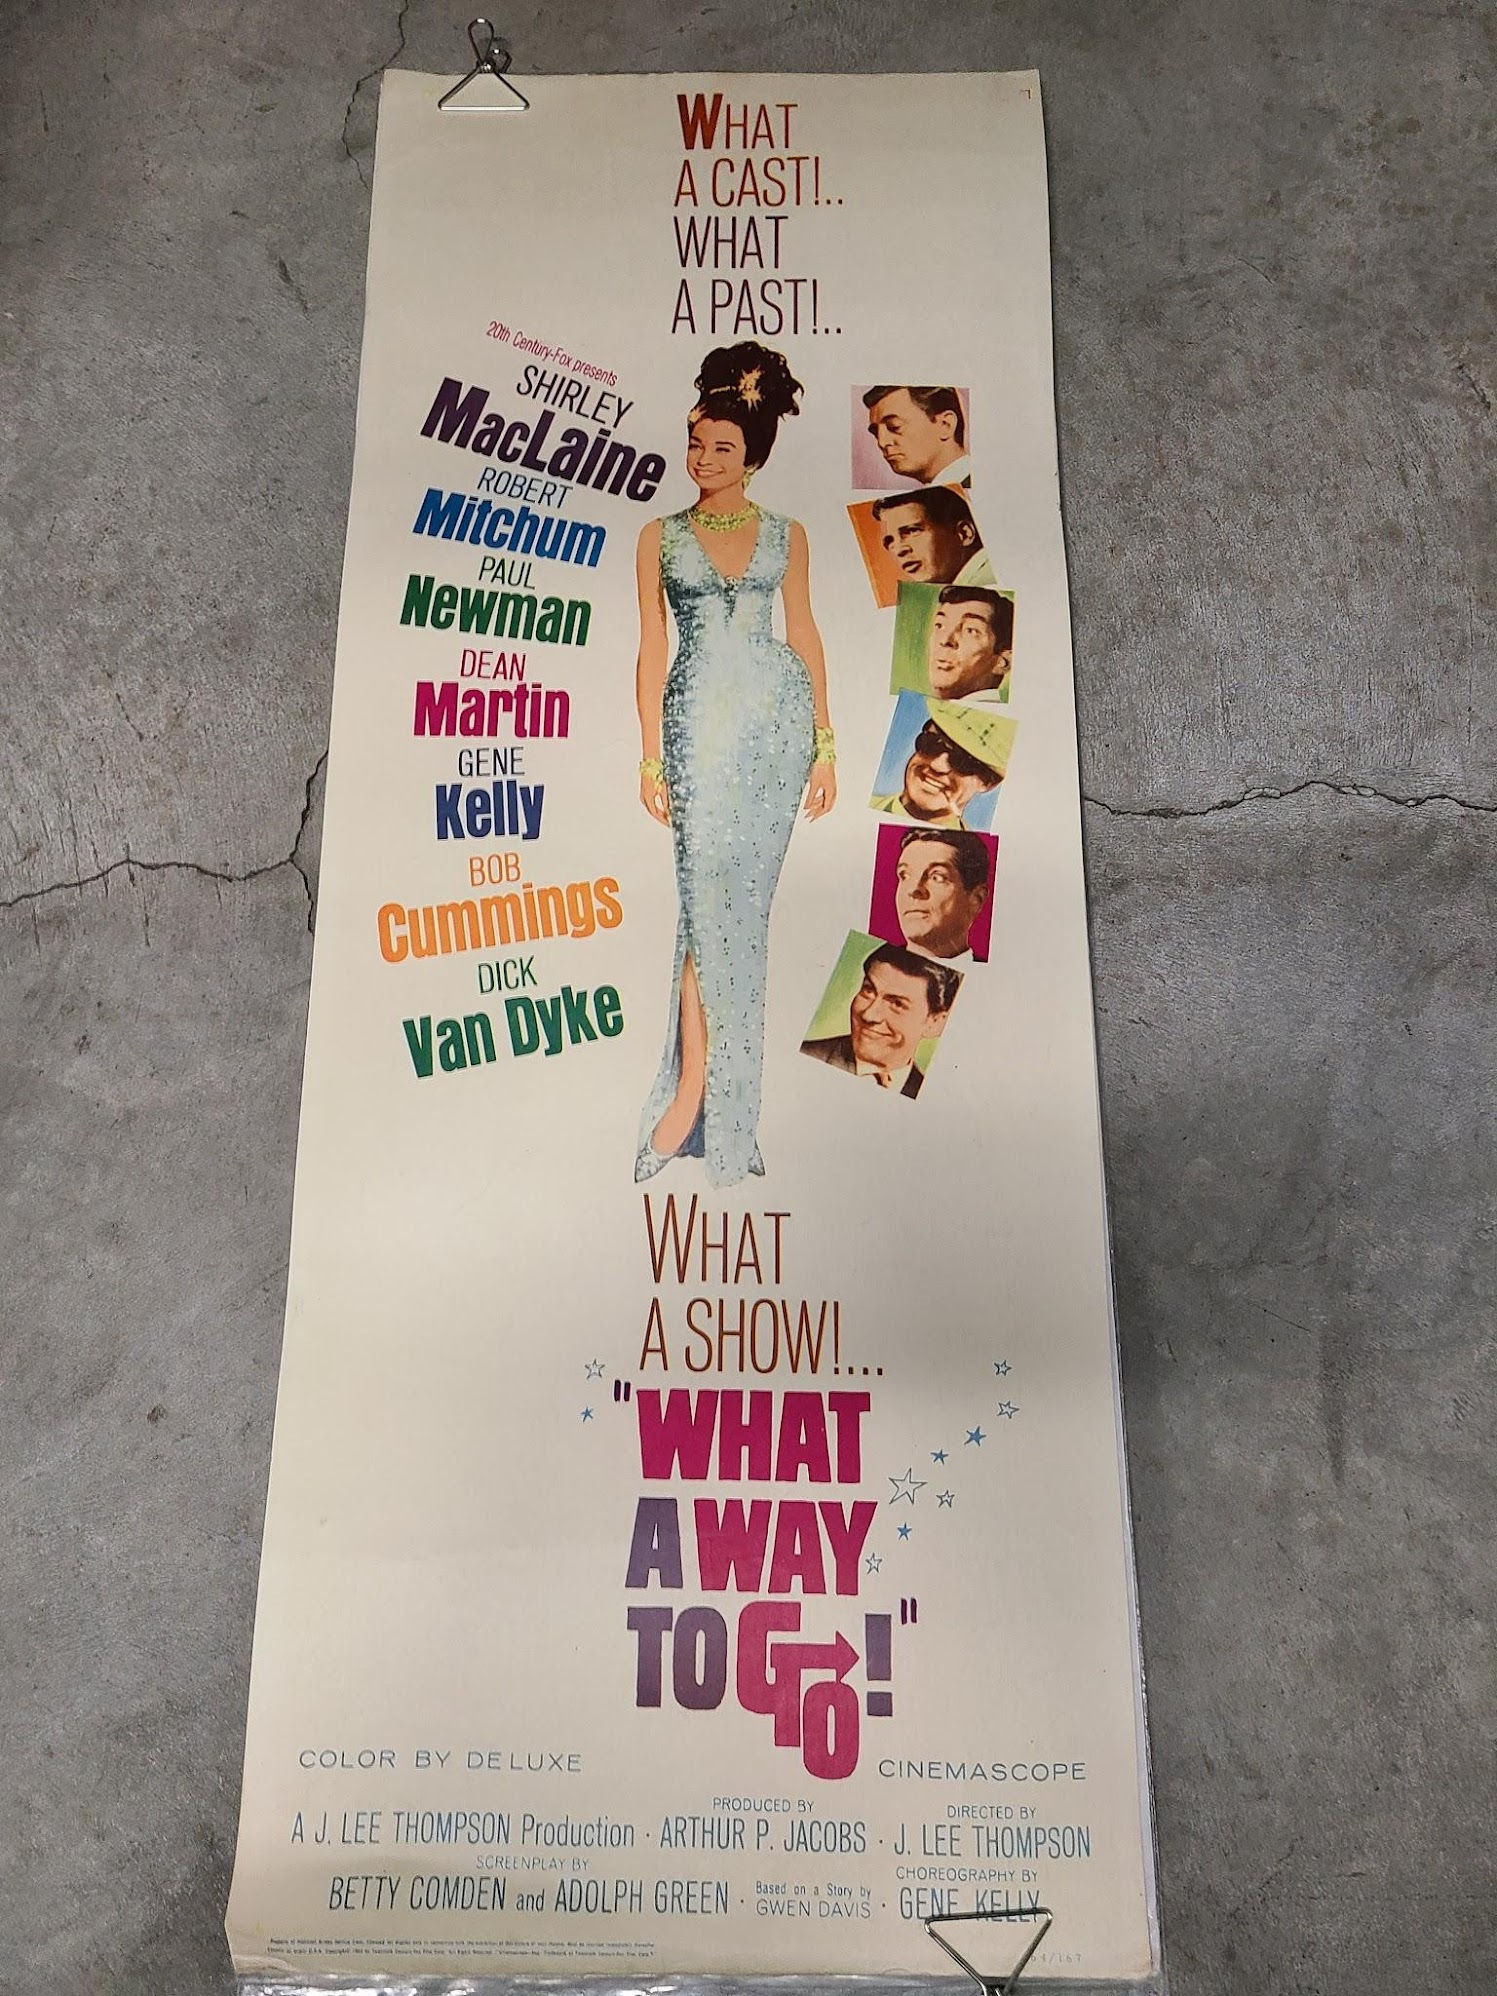 WHAT
A CAST!..
WHAT
A PAST!..
20th Century-Fox presents
SHIRLEY
MacLaine
ROBERT
Mitchum
PAUL
Newman
DEAN
Martin
GENE
Kelly
BOB
Cummings
DICK
Van Dyke
WHAT
A SHOW!...
"WHAT
A WAY
TO GO!"
COLOR BY DE LUXE
CINEMASCOPE
A J. LEE THOMPSON Production · PRODUCED BY ARTHUR P. JACOBS · DIRECTED BY J. LEE THOMPSON
SCREENPLAY BY BETTY COMDEN and ADOLPH GREEN · Based on a Story by GWEN DAVIS · CHOREOGRAPHY BY GENE KELLY
64/167